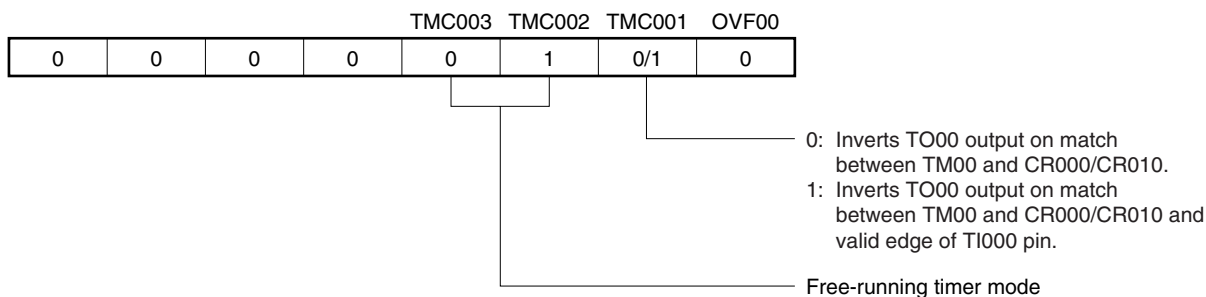 TMC003 TMC002 TMC001 OVF00
0 0 0 0 0 1 0/1 0
0: Inverts TO00 output on match
between TM00 and CR000/CR010.
1: Inverts TO00 output on match
between TM00 and CR000/CR010 and
valid edge of TI000 pin.
Free-running timer mode